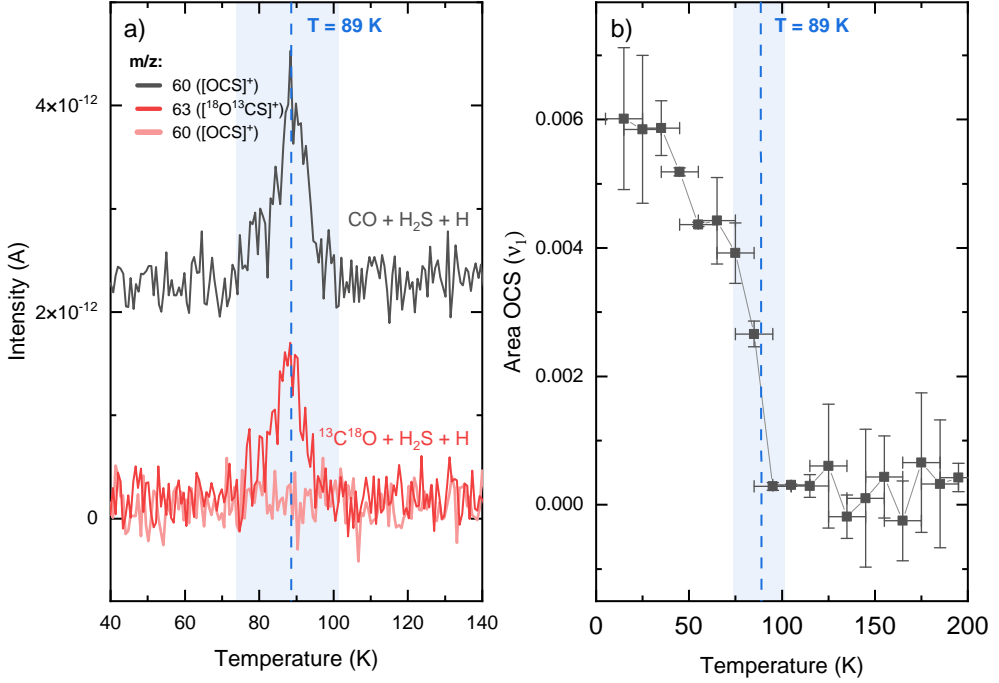 a)
T = 89 K
m/z:
60 ([OCS]⁺)
63 ([¹⁸O¹³CS]⁺)
60 ([OCS]⁺)
CO + H₂S + H
¹³C¹⁸O + H₂S + H
4×10⁻¹²
2×10⁻¹²
0
Intensity (A)
40 60 80 100 120 140
Temperature (K)
b)
T = 89 K
0.006
0.004
0.002
0.000
Area OCS (ν₁)
0 50 100 150 200
Temperature (K)